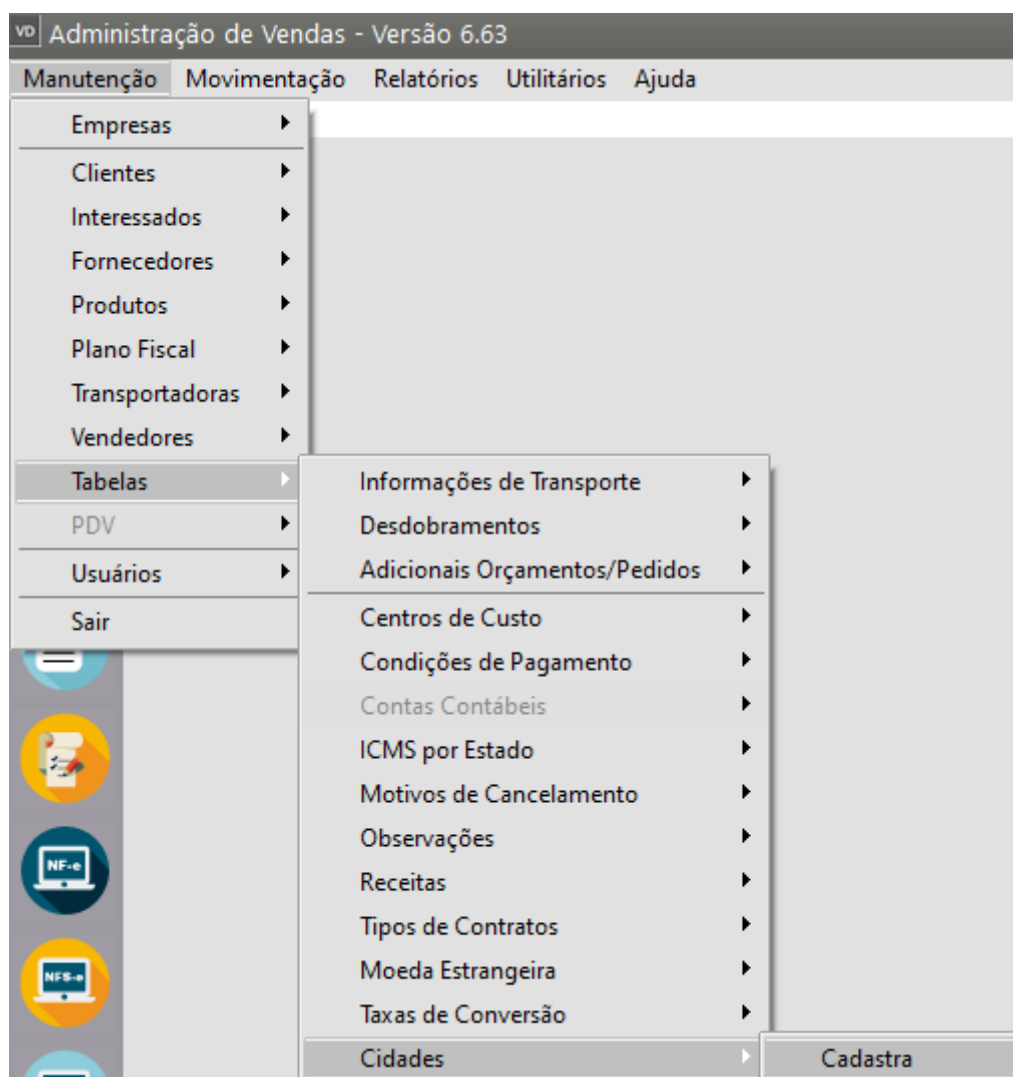 VD Administração de Vendas - Versão 6.63
Manutenção Movimentação Relatórios Utilitários Ajuda
Empresas
Clientes
Interessados
Fornecedores
Produtos
Plano Fiscal
Transportadoras
Vendedores
Tabelas
PDV
Usuários
Sair
Informações de Transporte
Desdobramentos
Adicionais Orçamentos/Pedidos
Centros de Custo
Condições de Pagamento
Contas Contábeis
ICMS por Estado
Motivos de Cancelamento
Observações
Receitas
Tipos de Contratos
Moeda Estrangeira
Taxas de Conversão
Cidades
Cadastra
NF-e
NFS-e